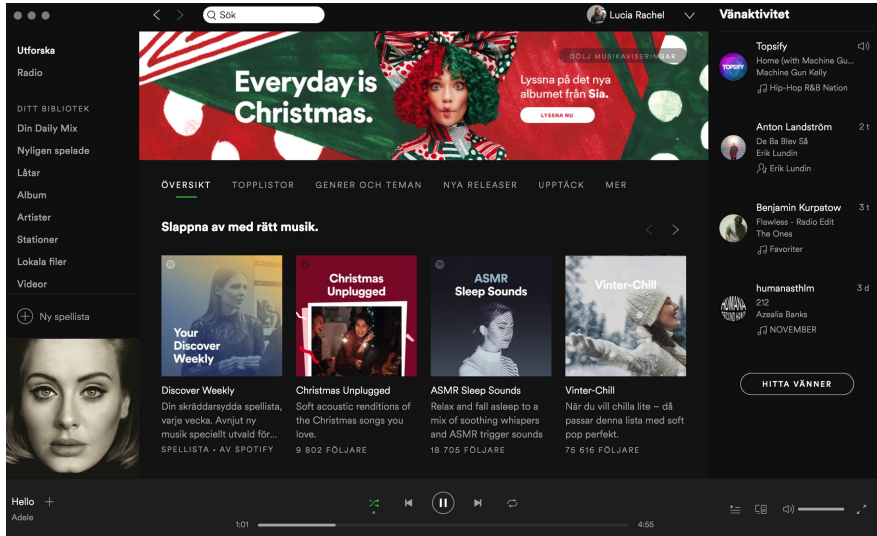 Sök
Lucia Rachel
Utforska
Radio
DITT BIBLIOTEK
Din Daily Mix
Nyligen spelade
Låtar
Album
Artister
Stationer
Lokala filer
Videor
Ny spellista
Everyday is
Christmas.
DÖLJ MUSIKAVISERINGAR
Lyssna på det nya
albumet från Sia.
LYSSNA NU
ÖVERSIKT TOPPLISTOR GENRER OCH TEMAN NYA RELEASER UPPTÄCK MER
Slappna av med rätt musik.
Your
Discover
Weekly
Discover Weekly
Din skräddarsydda spellista,
varje vecka. Avnjut ny
musik speciellt utvald för...
SPELLISTA • AV SPOTIFY
Christmas
Unplugged
Christmas Unplugged
Soft acoustic renditions of
the Christmas songs you
love.
9 802 FÖLJARE
ASMR
Sleep Sounds
ASMR Sleep Sounds
Relax and fall asleep to a
mix of soothing whispers
and ASMR trigger sounds
18 705 FÖLJARE
Vinter-Chill
Vinter-Chill
När du vill chilla lite – då
passar denna lista med soft
pop perfekt.
75 616 FÖLJARE
Vänaktivitet
TOPSIFY
Topsify
Home (with Machine Gu...
Machine Gun Kelly
Hip-Hop R&B Nation
Anton Landström 2 t
De Ba Blev Så
Erik Lundin
Erik Lundin
Benjamin Kurpatow 3 t
Flawless - Radio Edit
The Ones
Favoriter
humanasthlm 3 d
212
Azealia Banks
NOVEMBER
HITTA VÄNNER
Hello
Adele
1:01
4:55